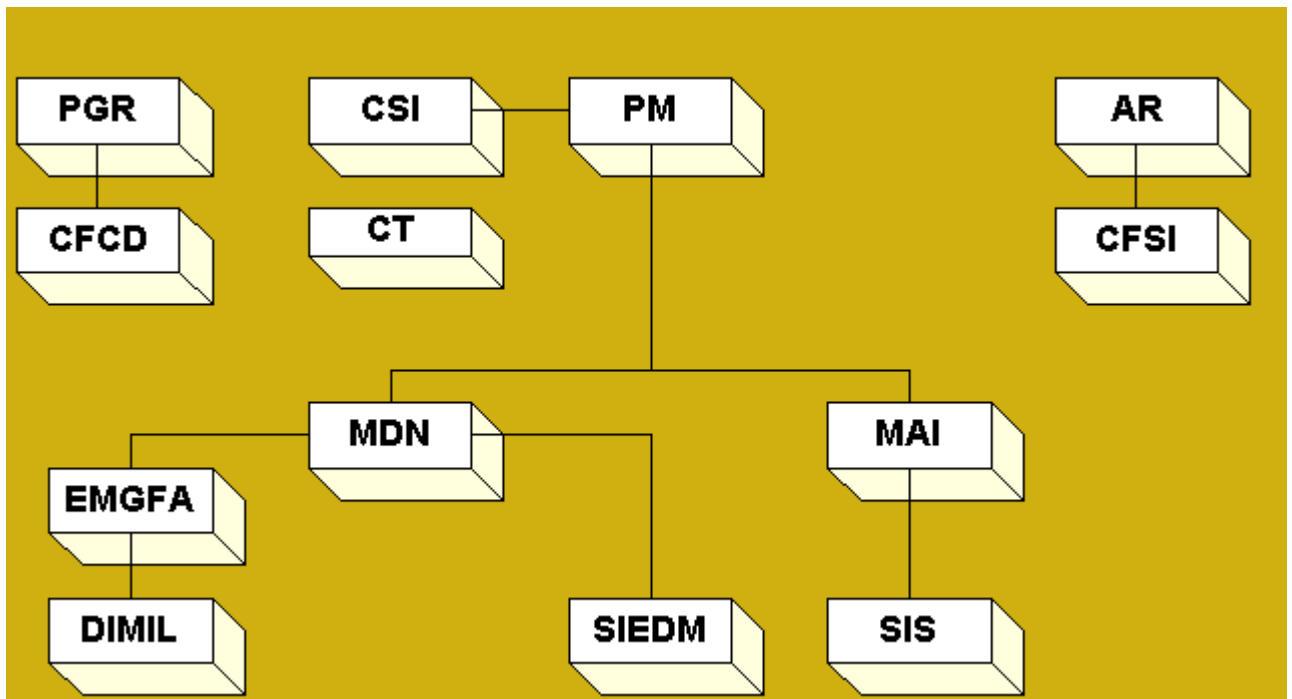 PGR
CSI
PM
AR
CFCD
CT
CFSI
MDN
MAI
EMGFA
DIMIL
SIEDM
SIS